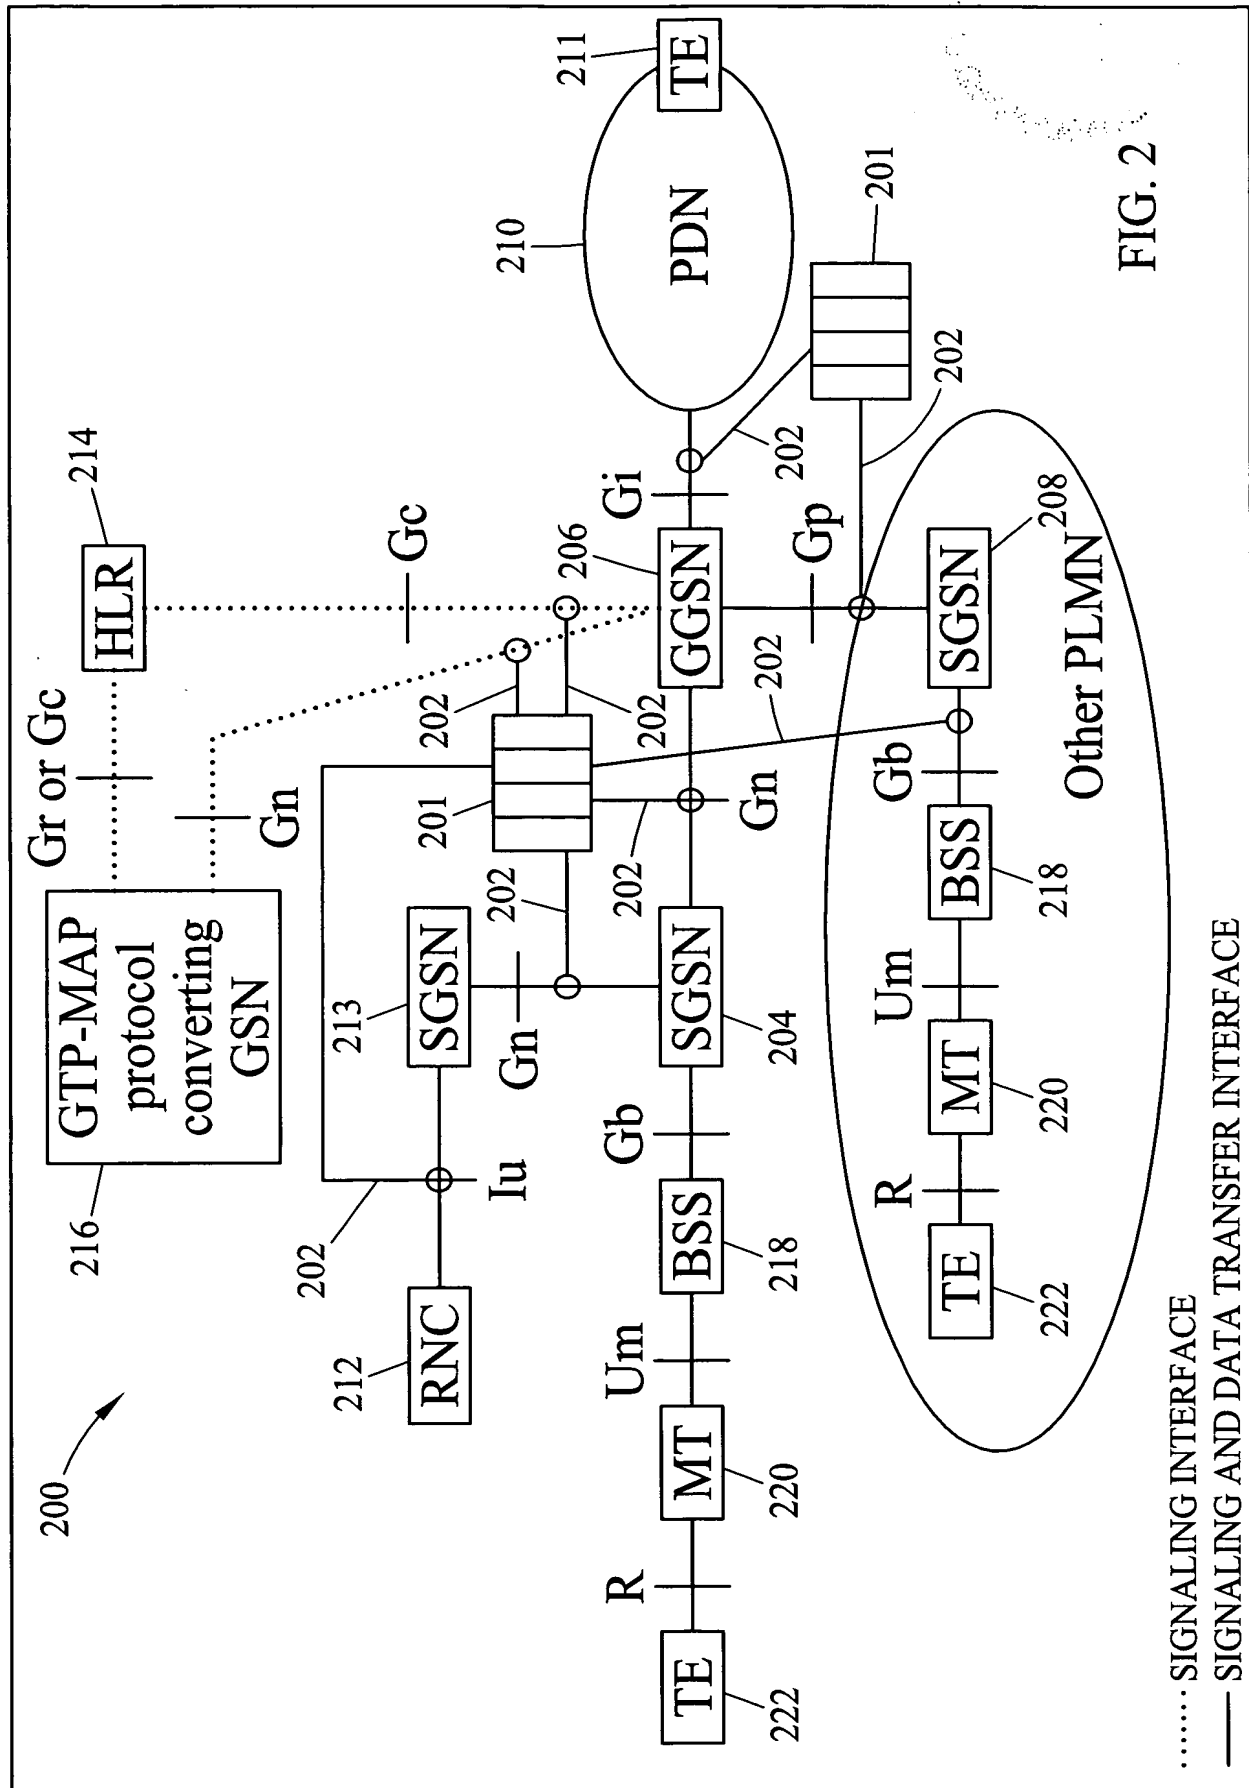 200
216
GTP-MAP
protocol
converting
GSN
Gr or Gc
Gn
HLR
214
Gc
202
212
RNC
Iu
213
SGSN
Gn
202
201
202
202
206
202
Gn
TE
222
R
MT
220
Um
BSS
218
Gb
SGSN
204
GGSN
Gi
202
210
PDN
TE
211
Gp
202
201
202
TE
222
R
MT
220
Um
BSS
218
Gb
SGSN
208
Other PLMN
SIGNALING INTERFACE
SIGNALING AND DATA TRANSFER INTERFACE
FIG. 2